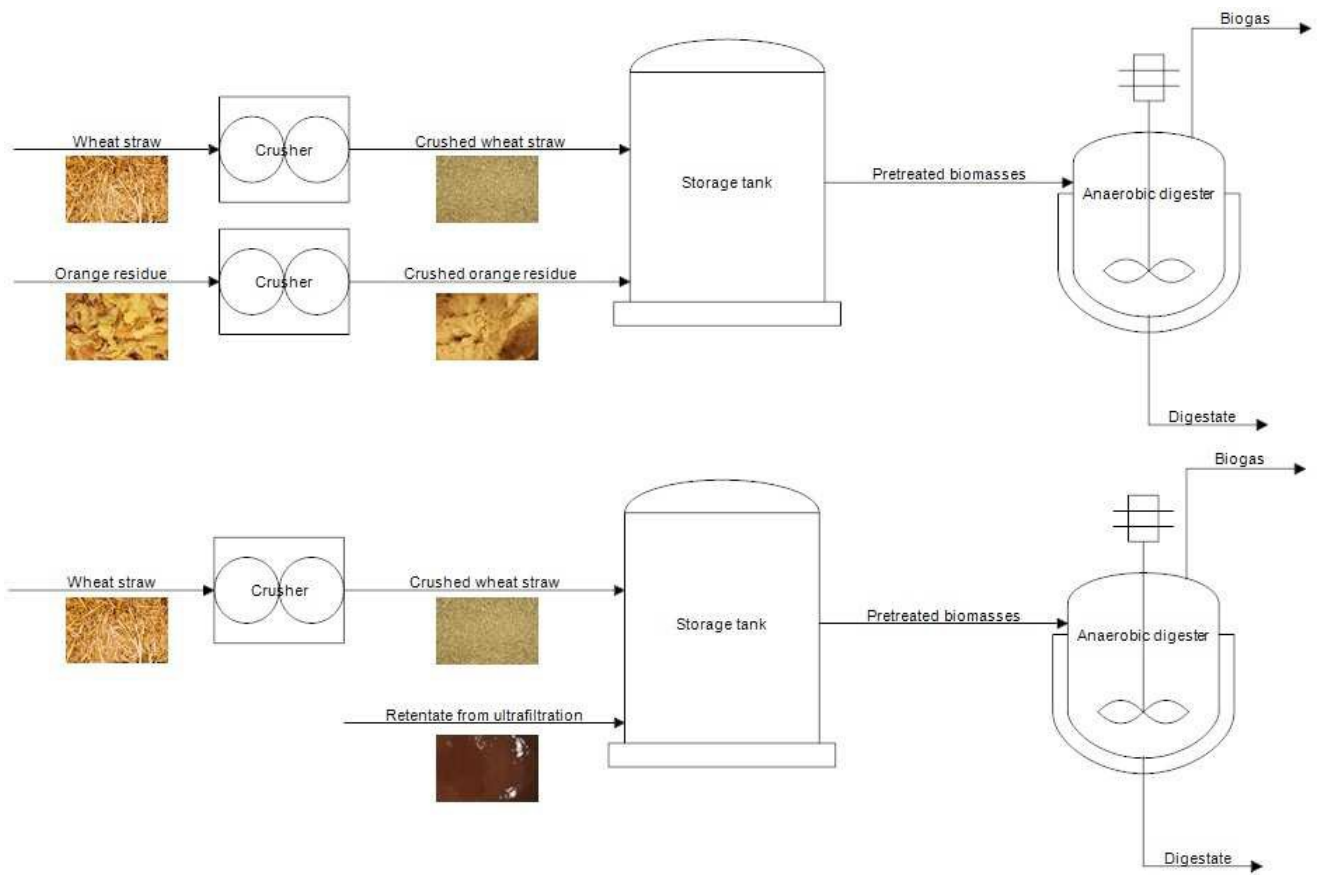 Biogas
Wheat straw
Crusher
Crushed wheat straw
Storage tank
Pretreated biomasses
Anaerobic digester
Orange residue
Crusher
Crushed orange residue
Digestate
Biogas
Wheat straw
Crusher
Crushed wheat straw
Storage tank
Pretreated biomasses
Anaerobic digester
Retentate from ultrafiltration
Digestate